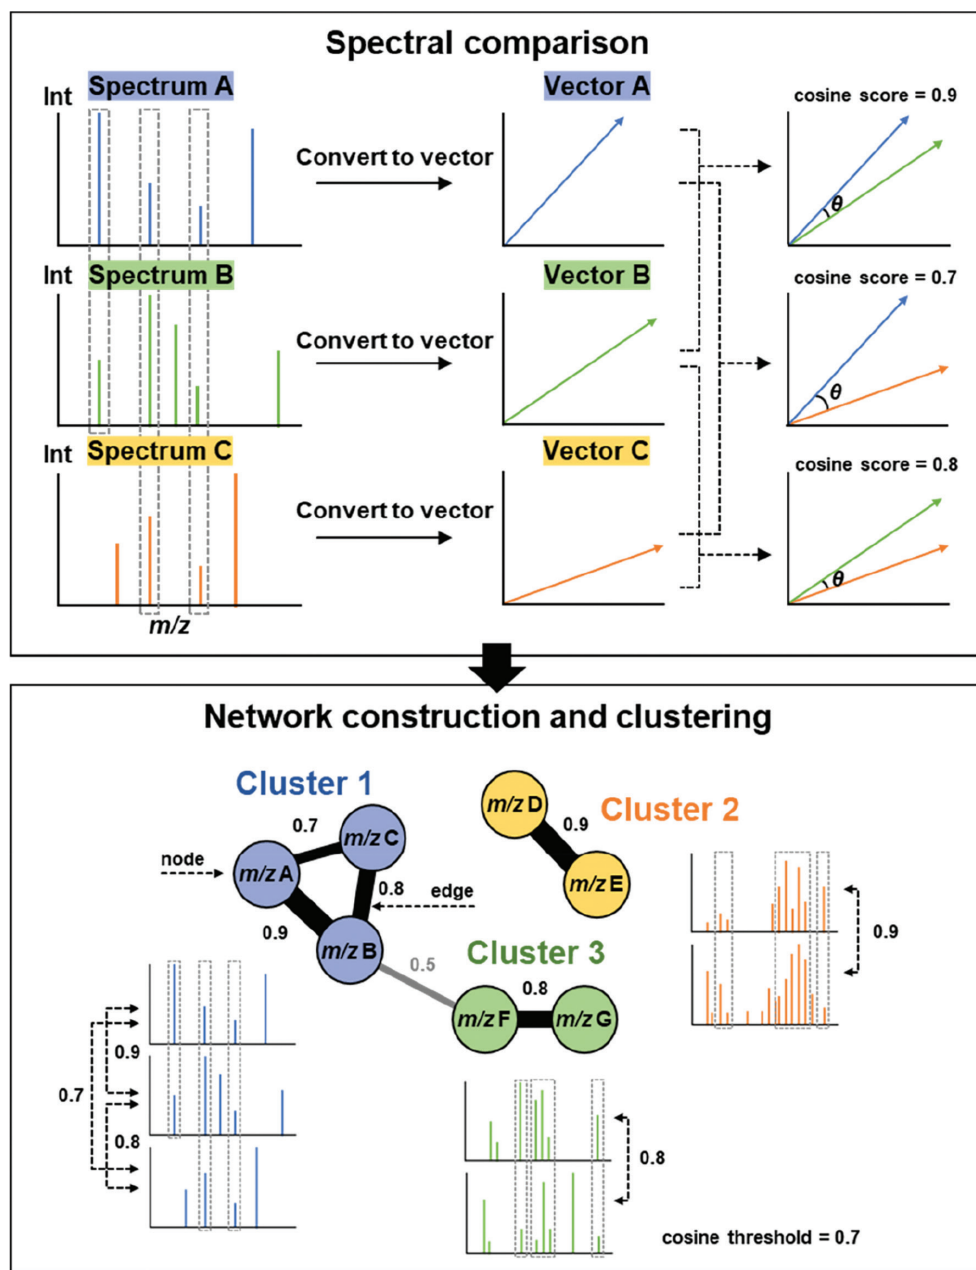 Spectral comparison
Int
Spectrum A
Convert to vector
Vector A
cosine score = 0.9
θ
Int
Spectrum B
Convert to vector
Vector B
cosine score = 0.7
θ
Int
Spectrum C
Convert to vector
Vector C
cosine score = 0.8
θ
m/z
Network construction and clustering
Cluster 1
Cluster 2
Cluster 3
node
edge
m/z A
m/z C
m/z B
0.7
0.8
0.9
0.5
m/z D
0.9
m/z E
m/z F
0.8
m/z G
0.9
0.7
0.9
0.8
0.8
cosine threshold = 0.7